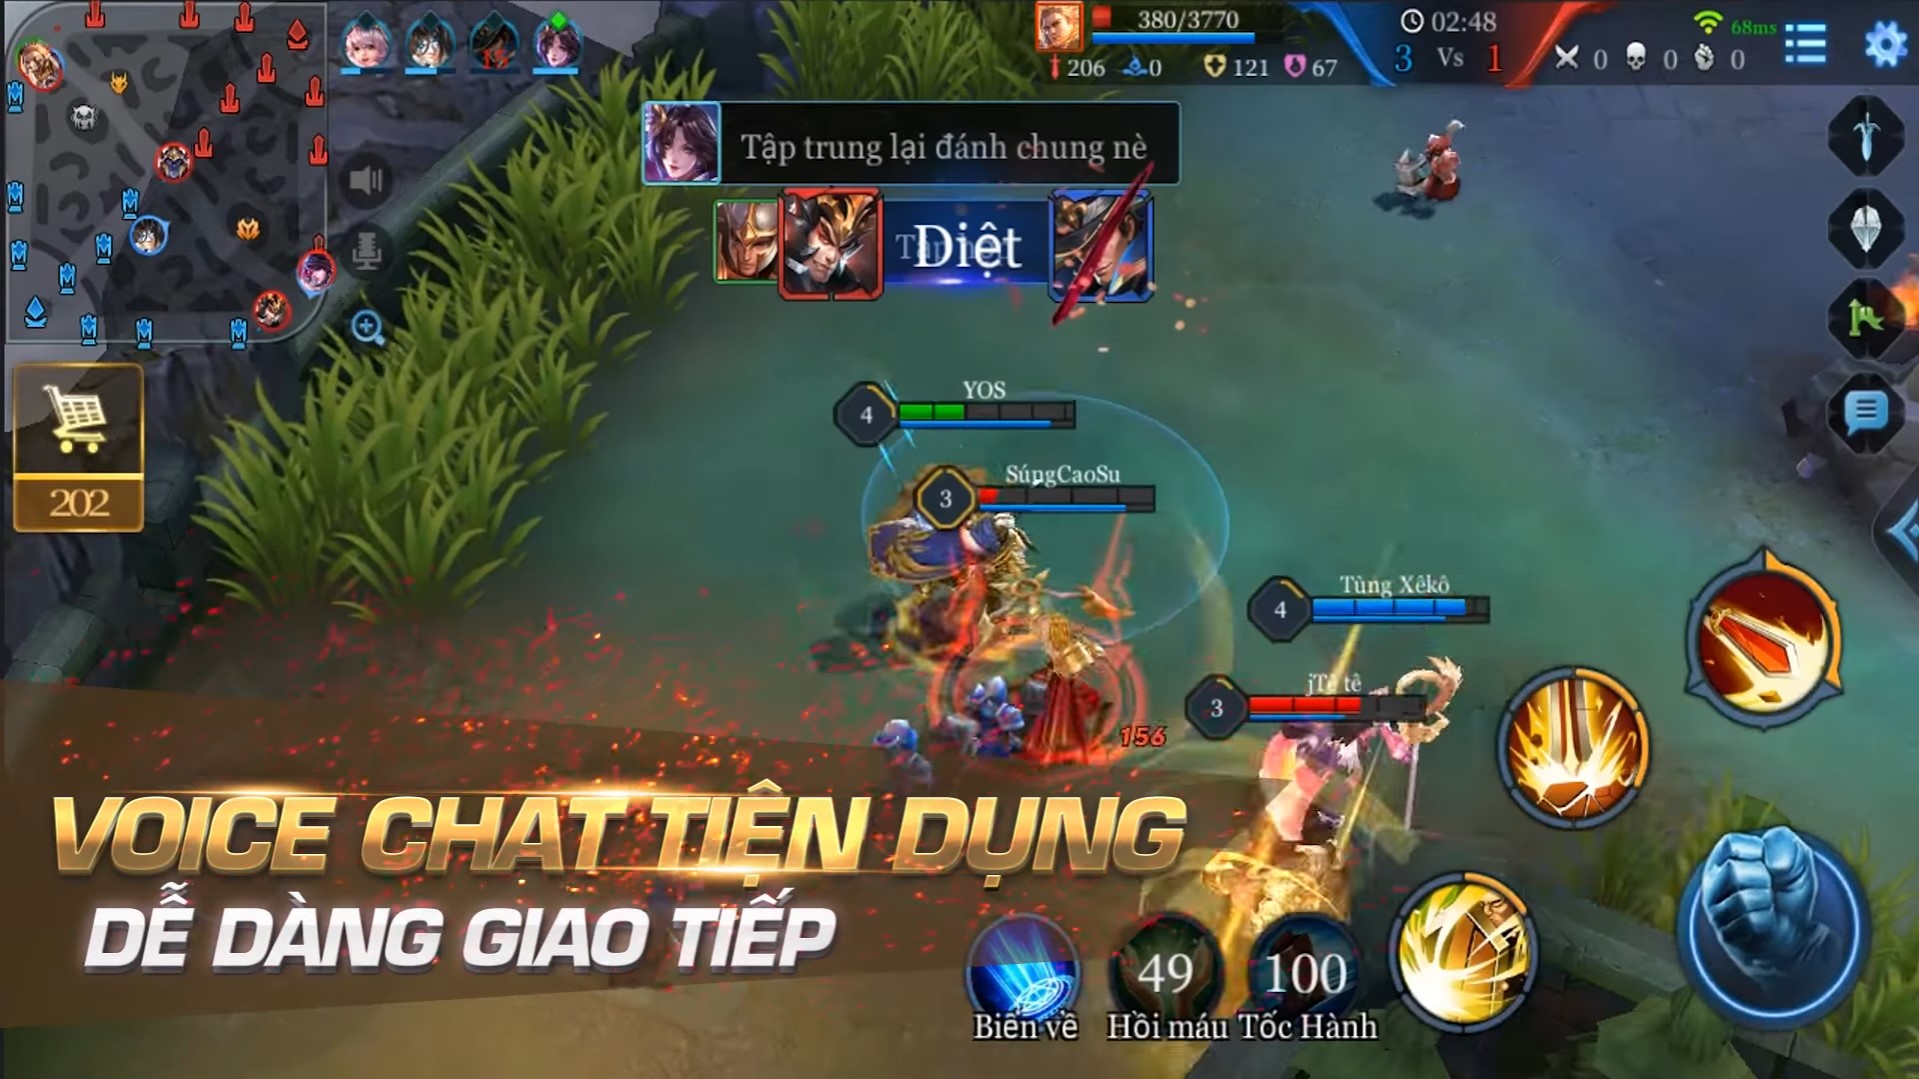 380/3770
02:48
68ms
206
0
121
67
3 Vs 1
0
0
0
Tập trung lại đánh chung nè
Diệt
202
4
YOS
3
SúngCaoSu
4
Tùng Xêkô
3
jTê tê
156
VOICE CHAT TIỆN DỤNG
DỄ DÀNG GIAO TIẾP
49
100
Biến về
Hồi máu
Tốc Hành